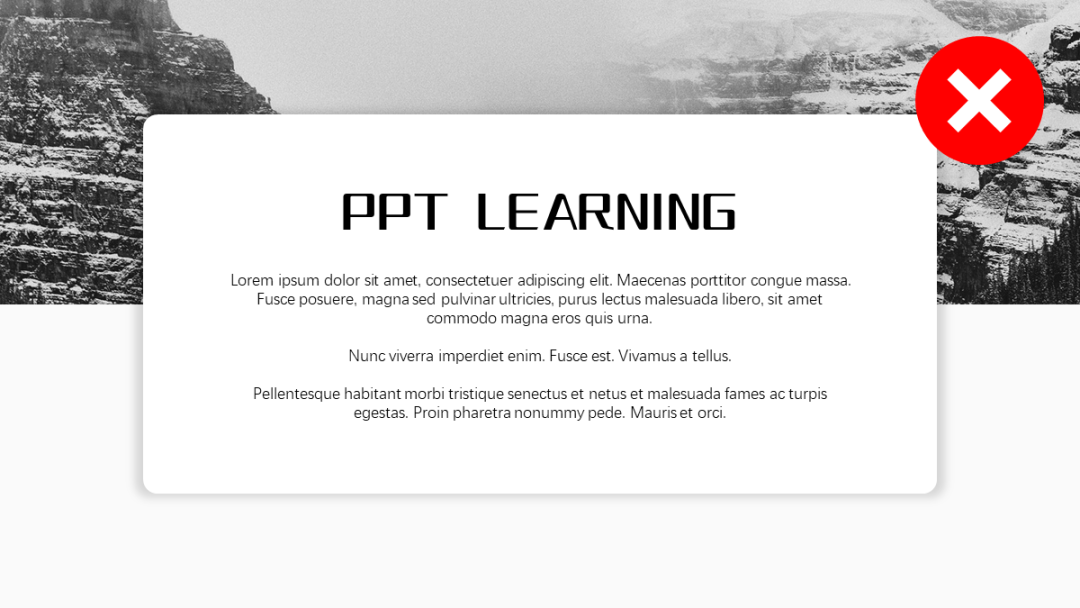 PPT LEARNING
Lorem ipsum dolor sit amet, consectetuer adipiscing elit. Maecenas porttitor congue massa.
Fusce posuere, magna sed pulvinar ultricies, purus lectus malesuada libero, sit amet
commodo magna eros quis urna.
Nunc viverra imperdiet enim. Fusce est. Vivamus a tellus.
Pellentesque habitant morbi tristique senectus et netus et malesuada fames ac turpis
egestas. Proin pharetra nonummy pede. Mauris et orci.